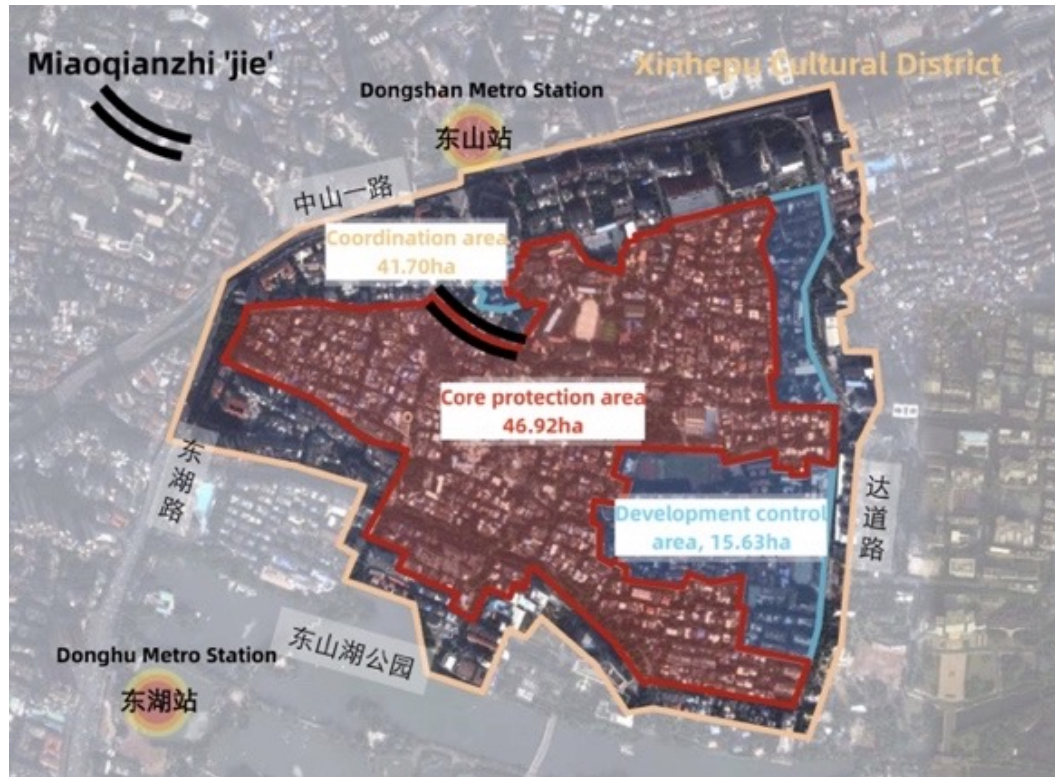 Miaoqianzhi 'jie'
Xinhepu Cultural District
Dongshan Metro Station
东山站
中山一路
Coordination area
41.70ha
Core protection area
46.92ha
东湖路
Development control
area, 15.63ha
达道路
东山湖公园
Donghu Metro Station
东湖站